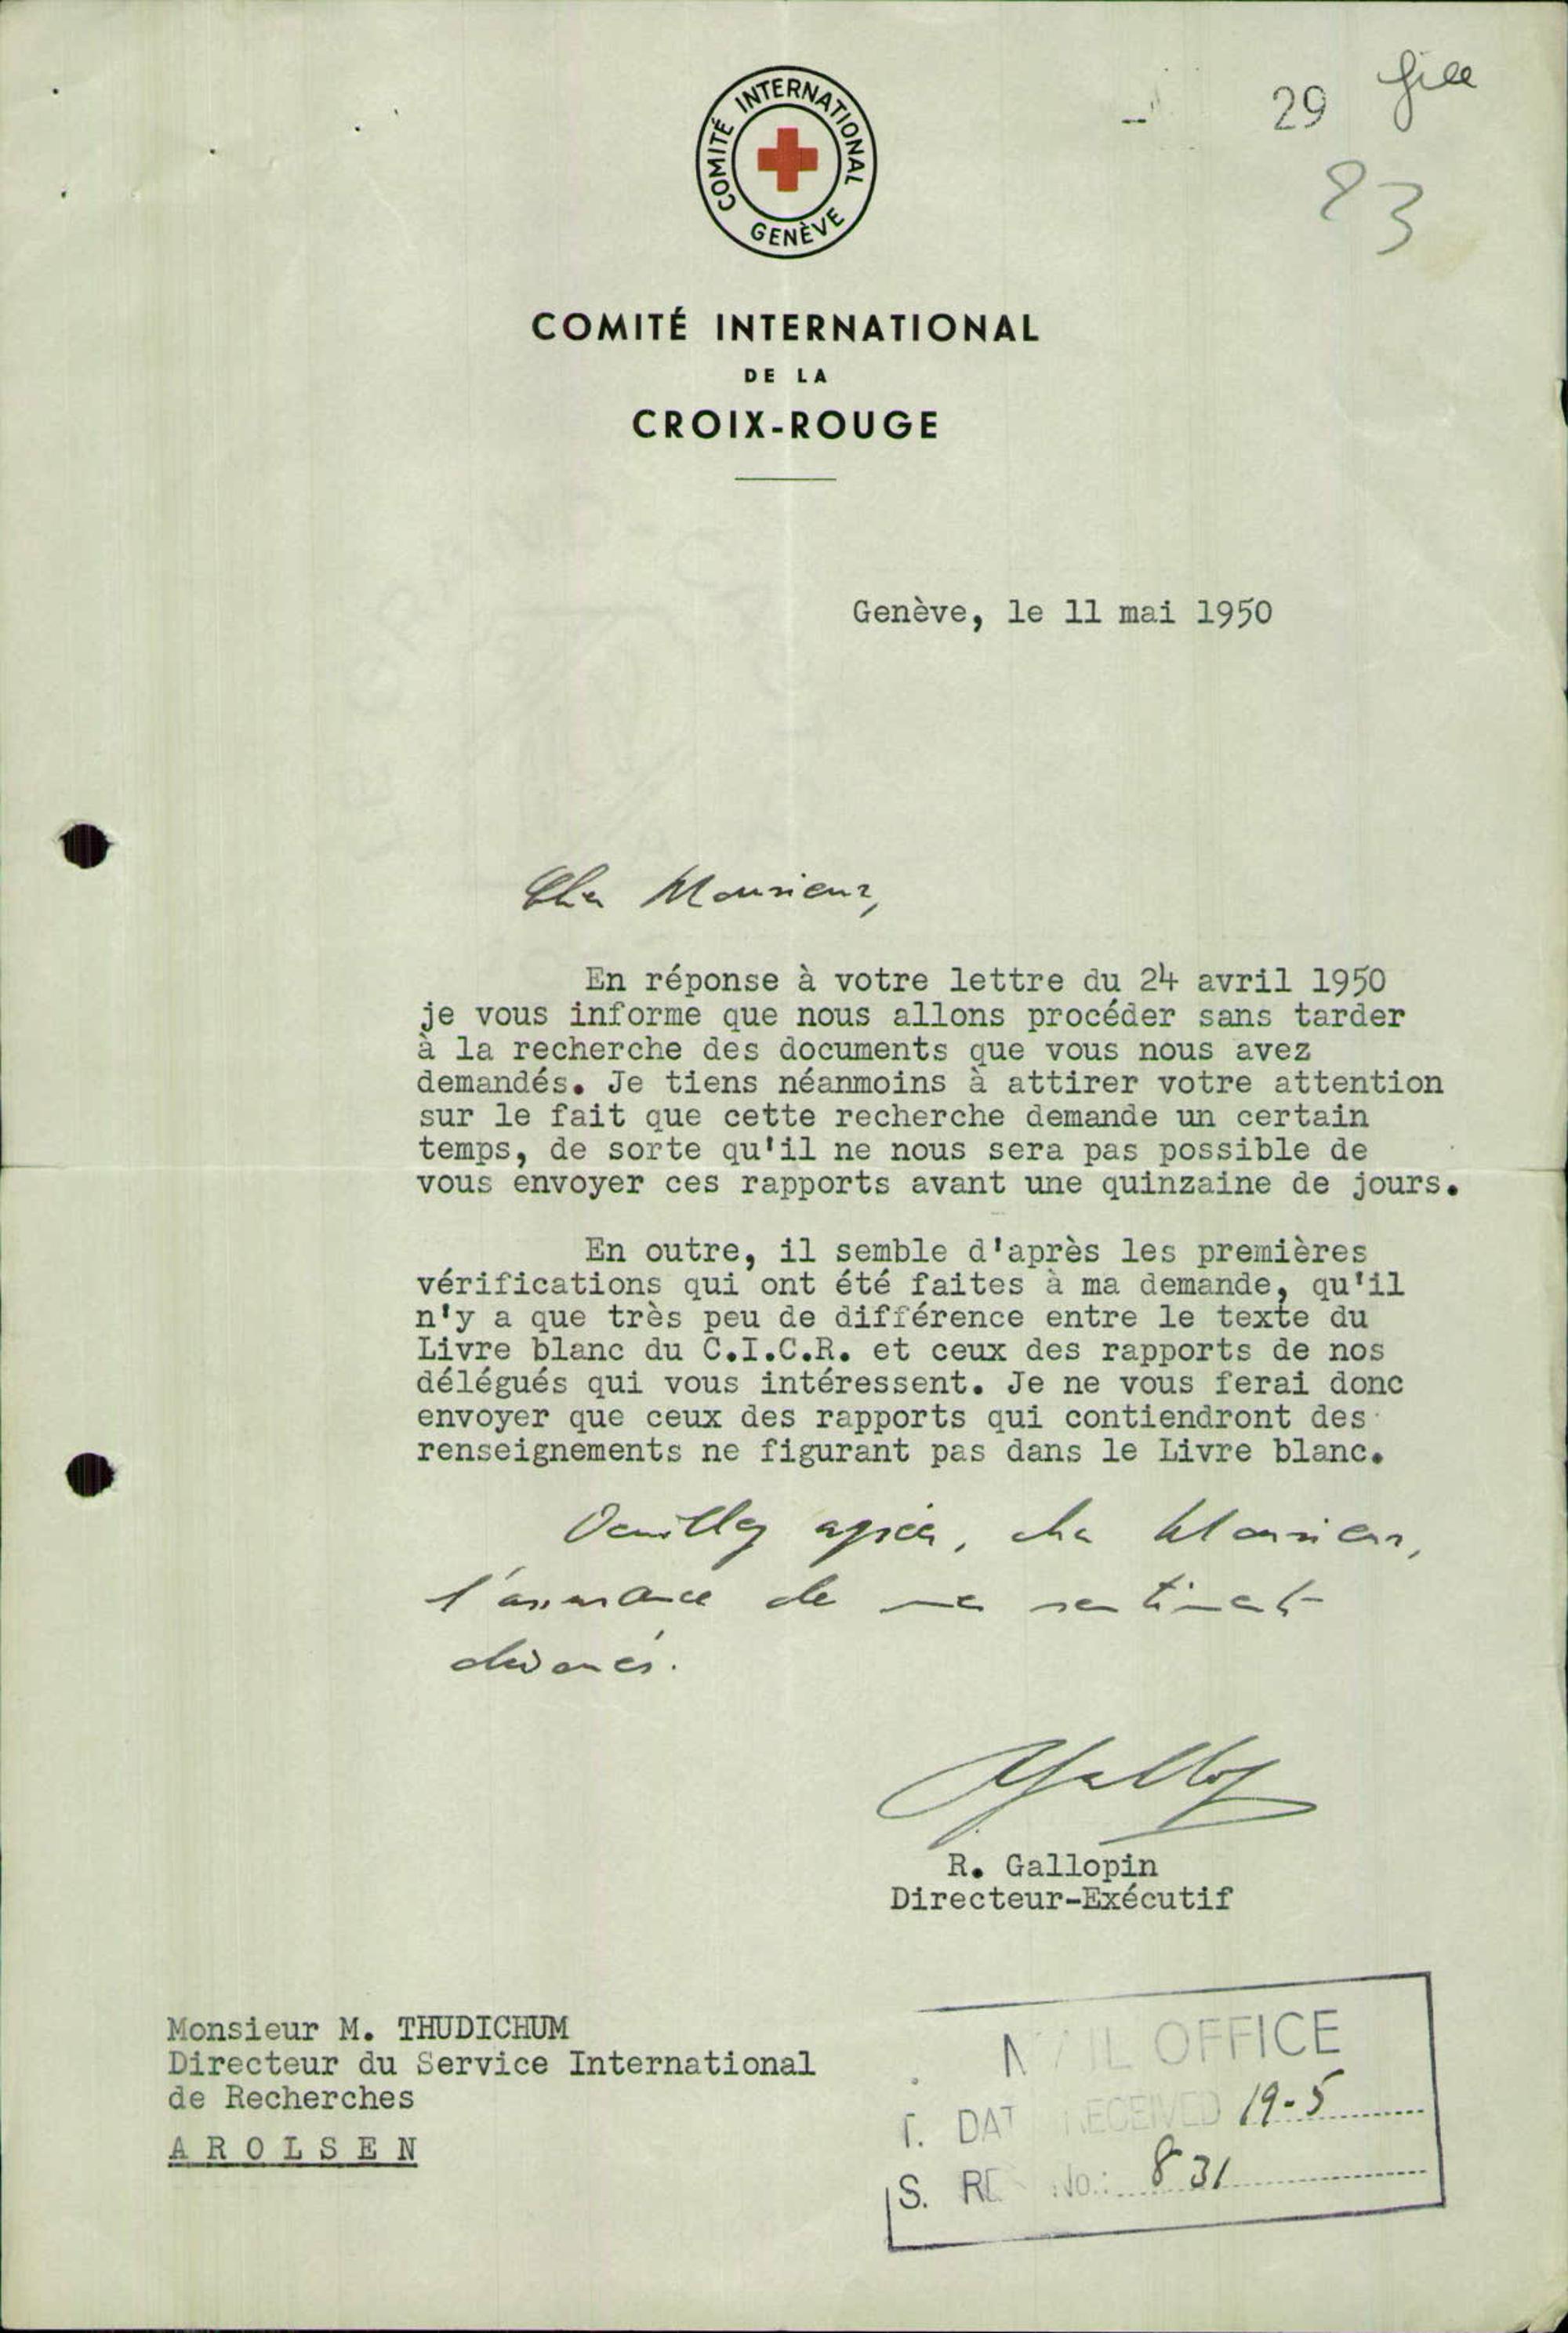 29 file
83
COMITÉ INTERNATIONAL
GENÈVE
COMITÉ INTERNATIONAL
DE LA
CROIX-ROUGE
Genève, le 11 mai 1950
Cher Monsieur,
En réponse à votre lettre du 24 avril 1950
je vous informe que nous allons procéder sans tarder
à la recherche des documents que vous nous avez
demandés. Je tiens néanmoins à attirer votre attention
sur le fait que cette recherche demande un certain
temps, de sorte qu'il ne nous sera pas possible de
vous envoyer ces rapports avant une quinzaine de jours.
En outre, il semble d'après les premières
vérifications qui ont été faites à ma demande, qu'il
n'y a que très peu de différence entre le texte du
Livre blanc du C.I.C.R. et ceux des rapports de nos
délégués qui vous intéressent. Je ne vous ferai donc
envoyer que ceux des rapports qui contiendront des
renseignements ne figurant pas dans le Livre blanc.
Veuillez agréer, cher Monsieur,
l'assurance de mes sentiments
dévoués.
R. Gallopin
Directeur-Exécutif
Monsieur M. THUDICHUM
Directeur du Service International
de Recherches
AROLSEN
MAIL OFFICE
I. DATE RECEIVED 19-5
S. REF No.: 831